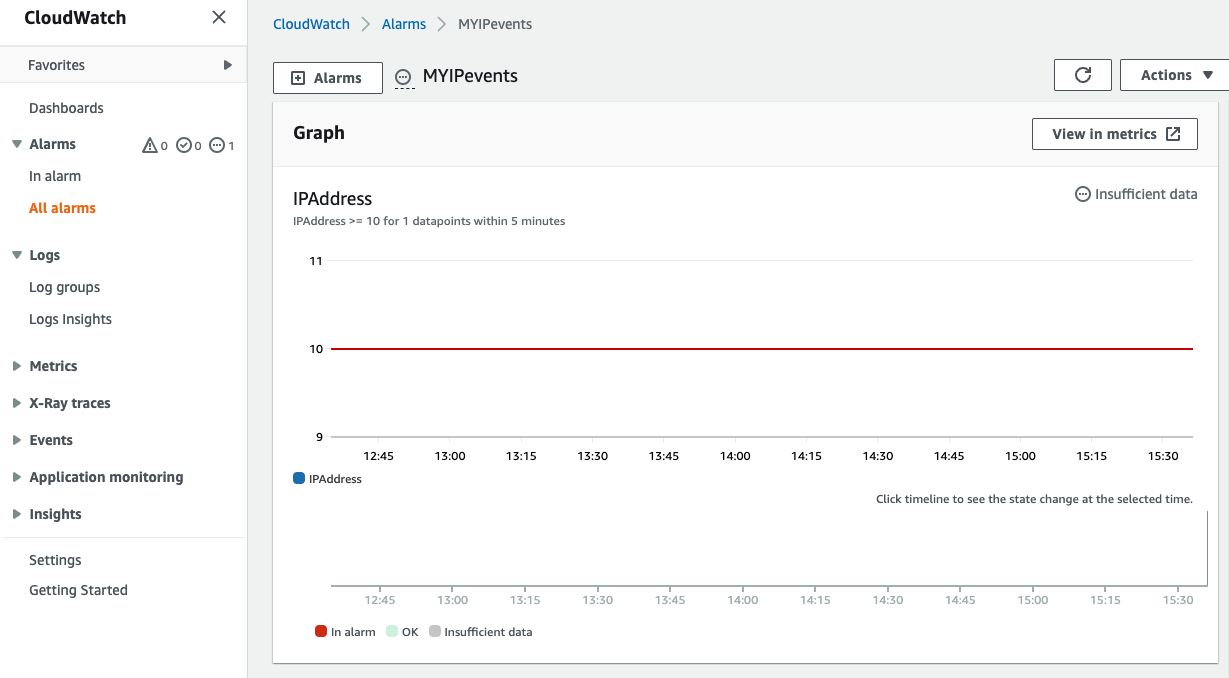 CloudWatch
Favorites
Dashboards
Alarms 0 0 1
In alarm
All alarms
Logs
Log groups
Logs Insights
Metrics
X-Ray traces
Events
Application monitoring
Insights
Settings
Getting Started
CloudWatch Alarms MYIPevents
Alarms MYIPevents Actions
Graph View in metrics
IPAddress Insufficient data
IPAddress >= 10 for 1 datapoints within 5 minutes
11
10
9
12:45 13:00 13:15 13:30 13:45 14:00 14:15 14:30 14:45 15:00 15:15 15:30
IPAddress
Click timeline to see the state change at the selected time.
12:45 13:00 13:15 13:30 13:45 14:00 14:15 14:30 14:45 15:00 15:15 15:30
In alarm OK Insufficient data